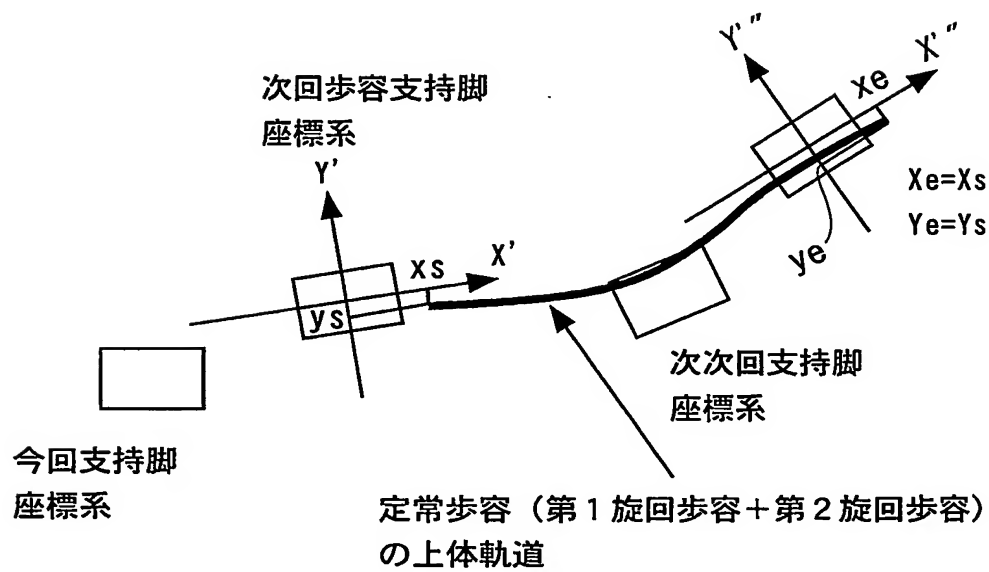 次回歩容支持脚
座標系
Y'
X'
xs
ys
Y'''
X'''
xe
Xe=Xs
Ye=Ys
ye
次次回支持脚
座標系
今回支持脚
座標系
定常歩容（第１旋回歩容＋第２旋回歩容）
の上体軌道